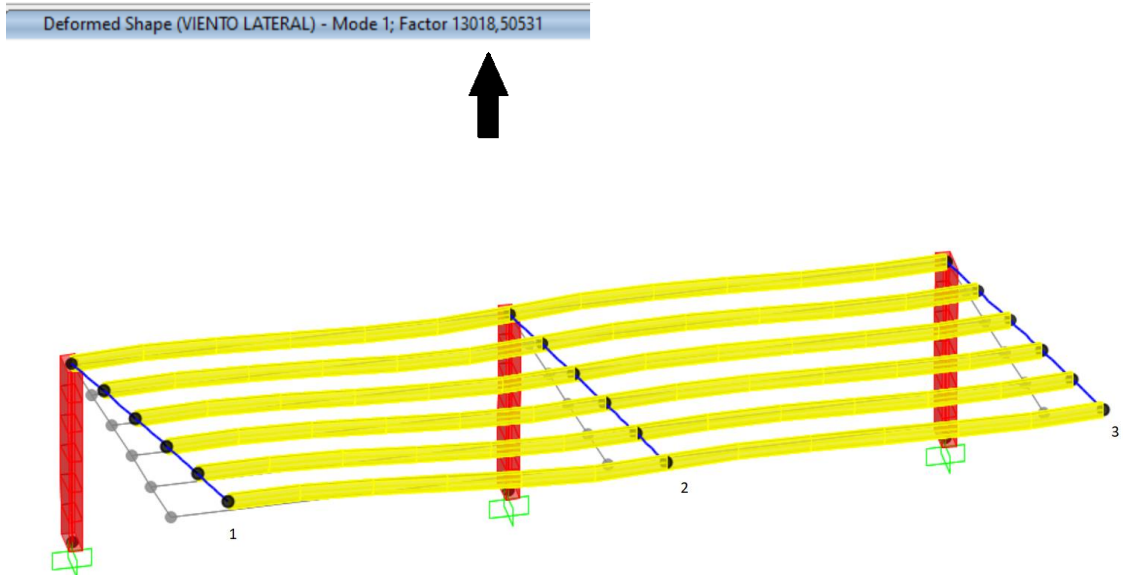 Deformed Shape (VIENTO LATERAL) - Mode 1; Factor 13018,50531
3
2
1